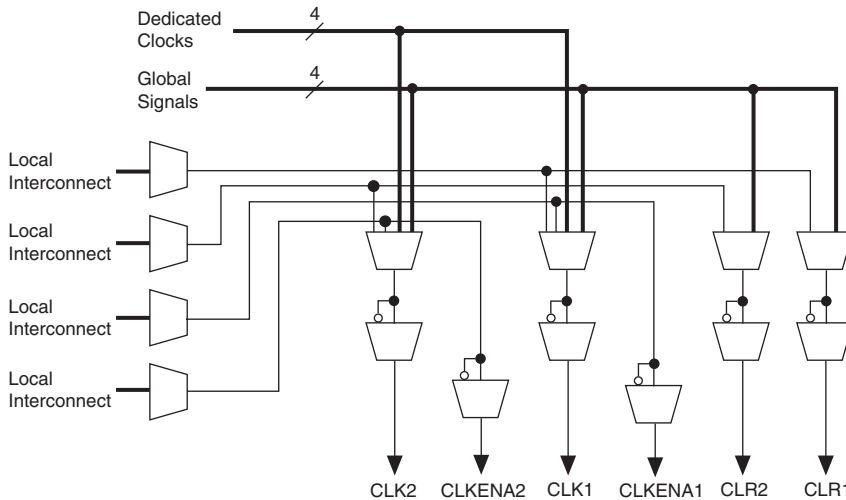 Dedicated
Clocks
4
Global
Signals
4
Local
Interconnect
Local
Interconnect
Local
Interconnect
Local
Interconnect
CLK2 CLKENA2 CLK1 CLKENA1 CLR2 CLR1